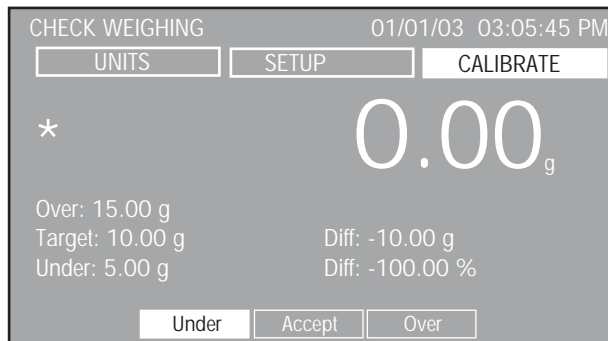 CHECK WEIGHING 01/01/03 03:05:45 PM
UNITS SETUP CALIBRATE
* 0.00 g
Over: 15.00 g
Target: 10.00 g Diff: -10.00 g
Under: 5.00 g Diff: -100.00 %
Under Accept Over